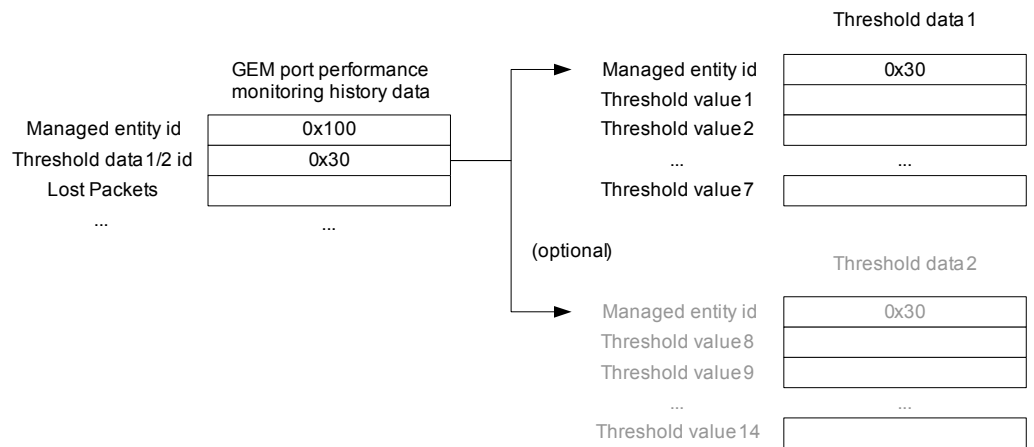 Threshold data 1
GEM port performance
monitoring history data
Managed entity id 0x30
Threshold value 1
Threshold value 2
... ...
Threshold value 7
Managed entity id 0x100
Threshold data 1/2 id 0x30
Lost Packets
... ...
(optional)
Threshold data 2
Managed entity id 0x30
Threshold value 8
Threshold value 9
... ...
Threshold value 14